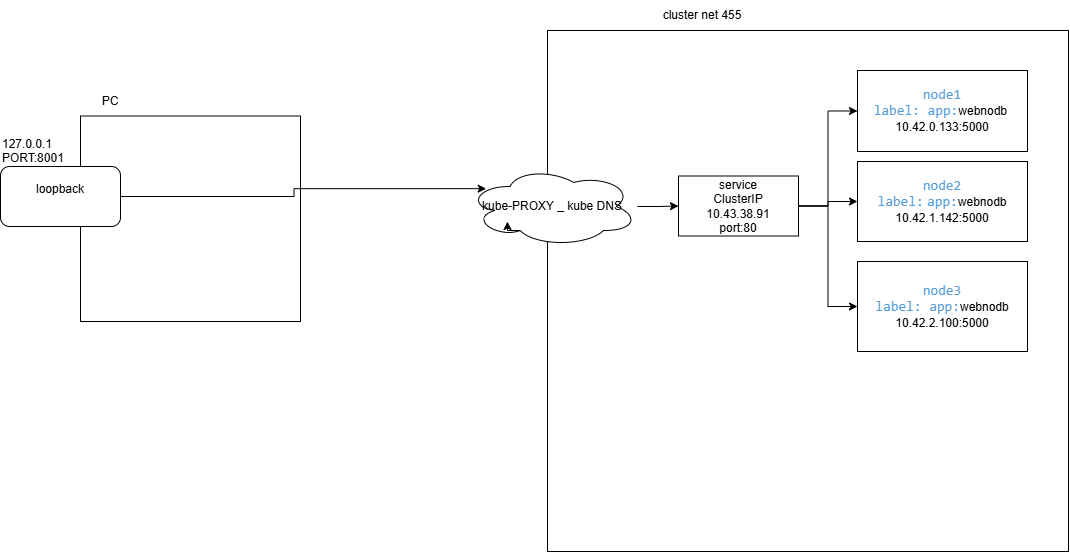 cluster net 455
PC
127.0.0.1
PORT:8001
loopback
kube-PROXY _ kube DNS
service
ClusterIP
10.43.38.91
port:80
node1
label: app:webnodb
10.42.0.133:5000
node2
label: app:webnodb
10.42.1.142:5000
node3
label: app:webnodb
10.42.2.100:5000